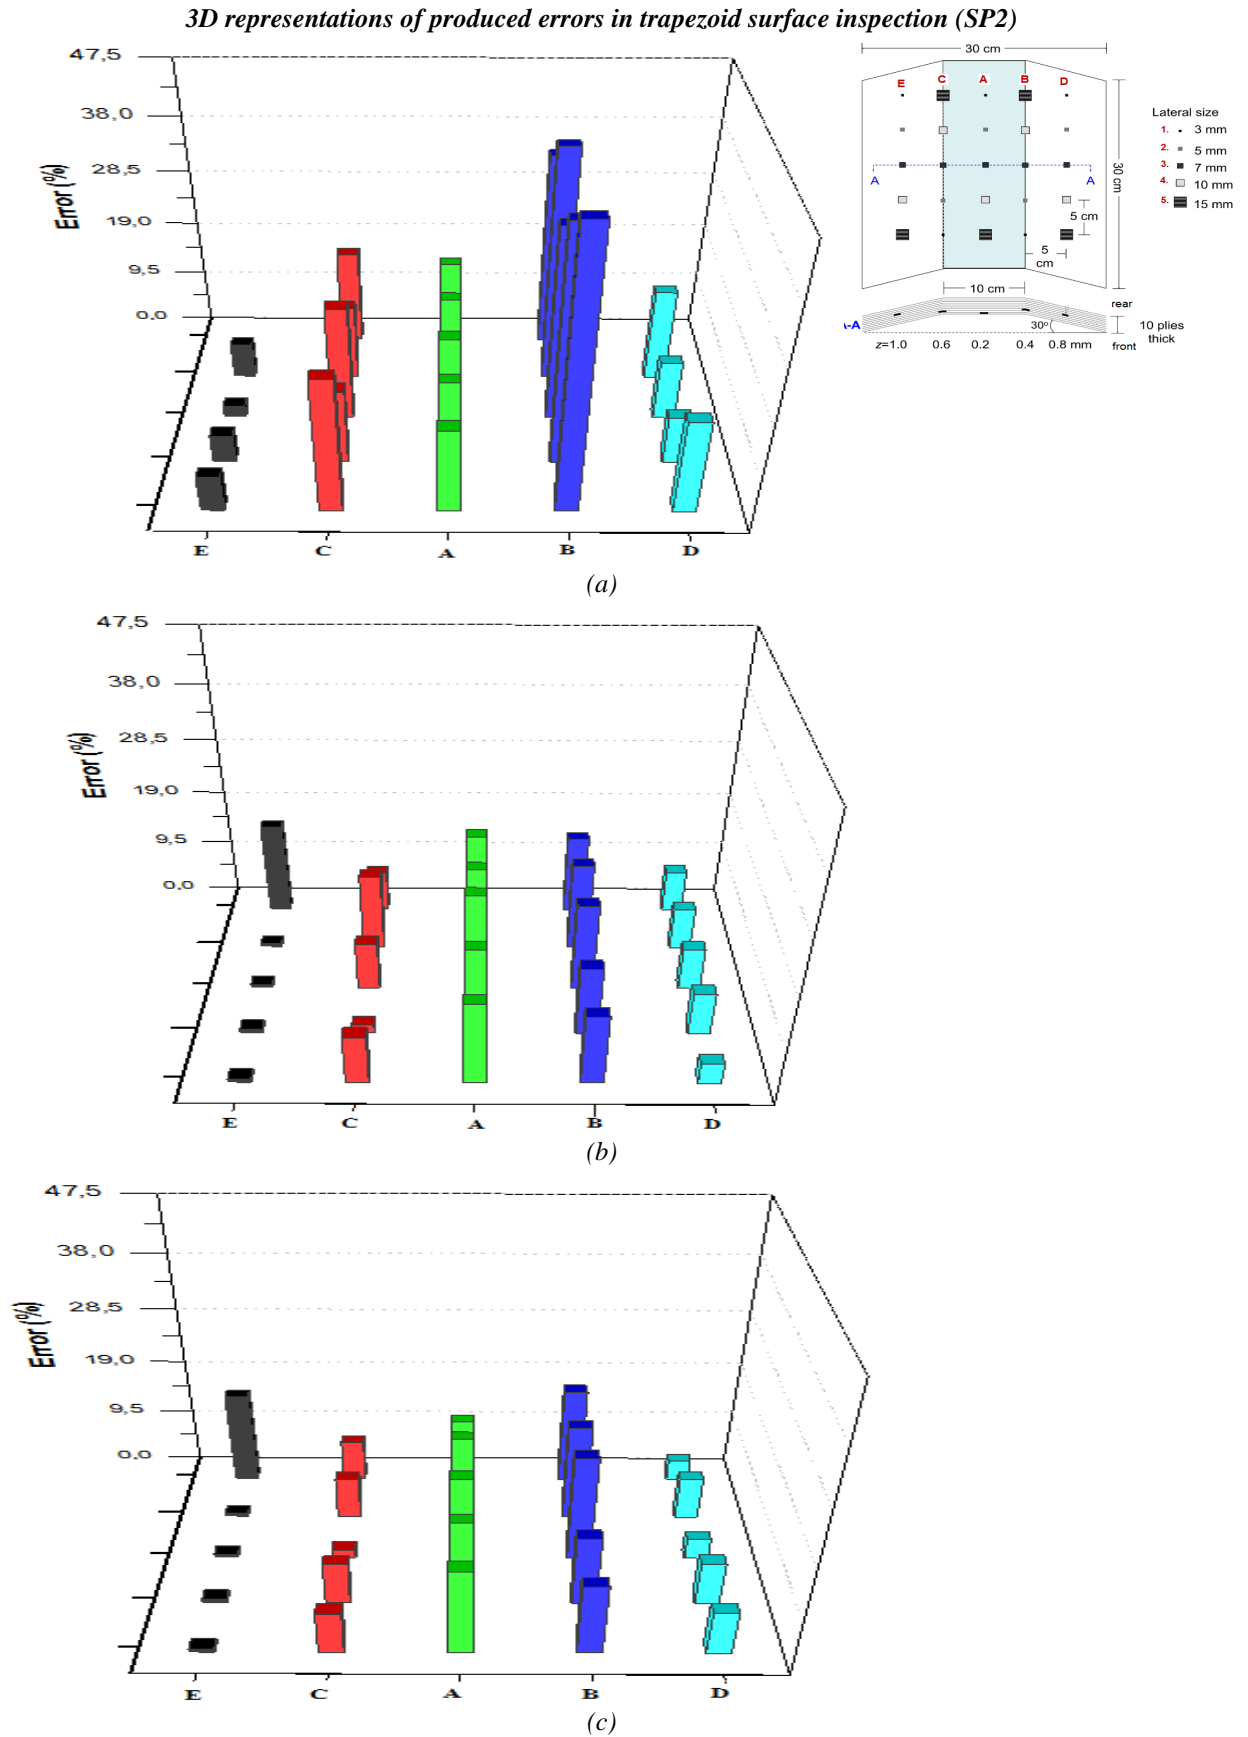 3D representations of produced errors in trapezoid surface inspection (SP2)
47,5
38,0
28,5
19,0
9,5
0,0
Error (%)
E C A B D
(a)
30 cm
E C A B D
A A
30 cm
5 cm
5
cm
10 cm
Lateral size
1. 3 mm
2. 5 mm
3. 7 mm
4. 10 mm
5. 15 mm
rear
-A
30º
10 plies
thick
front
z=1.0 0.6 0.2 0.4 0.8 mm
47,5
38,0
28,5
19,0
9,5
0,0
Error (%)
E C A B D
(b)
47,5
38,0
28,5
19,0
9,5
0,0
Error (%)
E C A B D
(c)